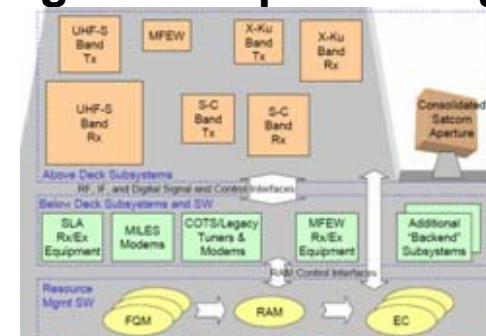 UHF-S
Band
Tx
MFEW
X-Ku
Band
Tx
X-Ku
Band
Rx
UHF-S
Band
Rx
S-C
Band
Tx
S-C
Band
Rx
Consolidated
Satcom
Aperture
Above Deck Subsystems
RF, IF, and Digital Signal and Control Interfaces
Below Deck Subsystems and SW
SLA
Rx/Ex
Equipment
MILES
Modems
COTS/Legacy
Tuners &
Modems
MFEW
Rx/Ex
Equipment
Additional
"Backend"
Subsystems
RAM Control Interfaces
Resource
Mgmt SW
FQM
RAM
EC